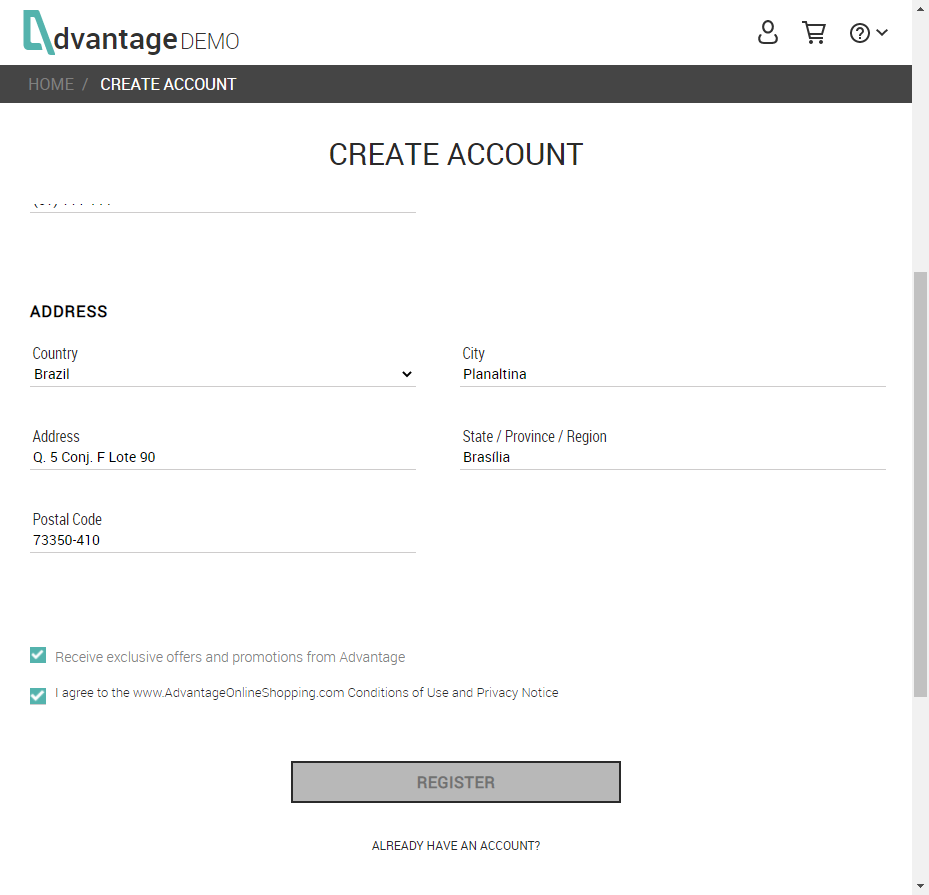 dvantage DEMO
HOME / CREATE ACCOUNT
CREATE ACCOUNT
ADDRESS
Country
Brazil
City
Planaltina
Address
Q. 5 Conj. F Lote 90
State / Province / Region
Brasília
Postal Code
73350-410
Receive exclusive offers and promotions from Advantage
I agree to the www.AdvantageOnlineShopping.com Conditions of Use and Privacy Notice
REGISTER
ALREADY HAVE AN ACCOUNT?